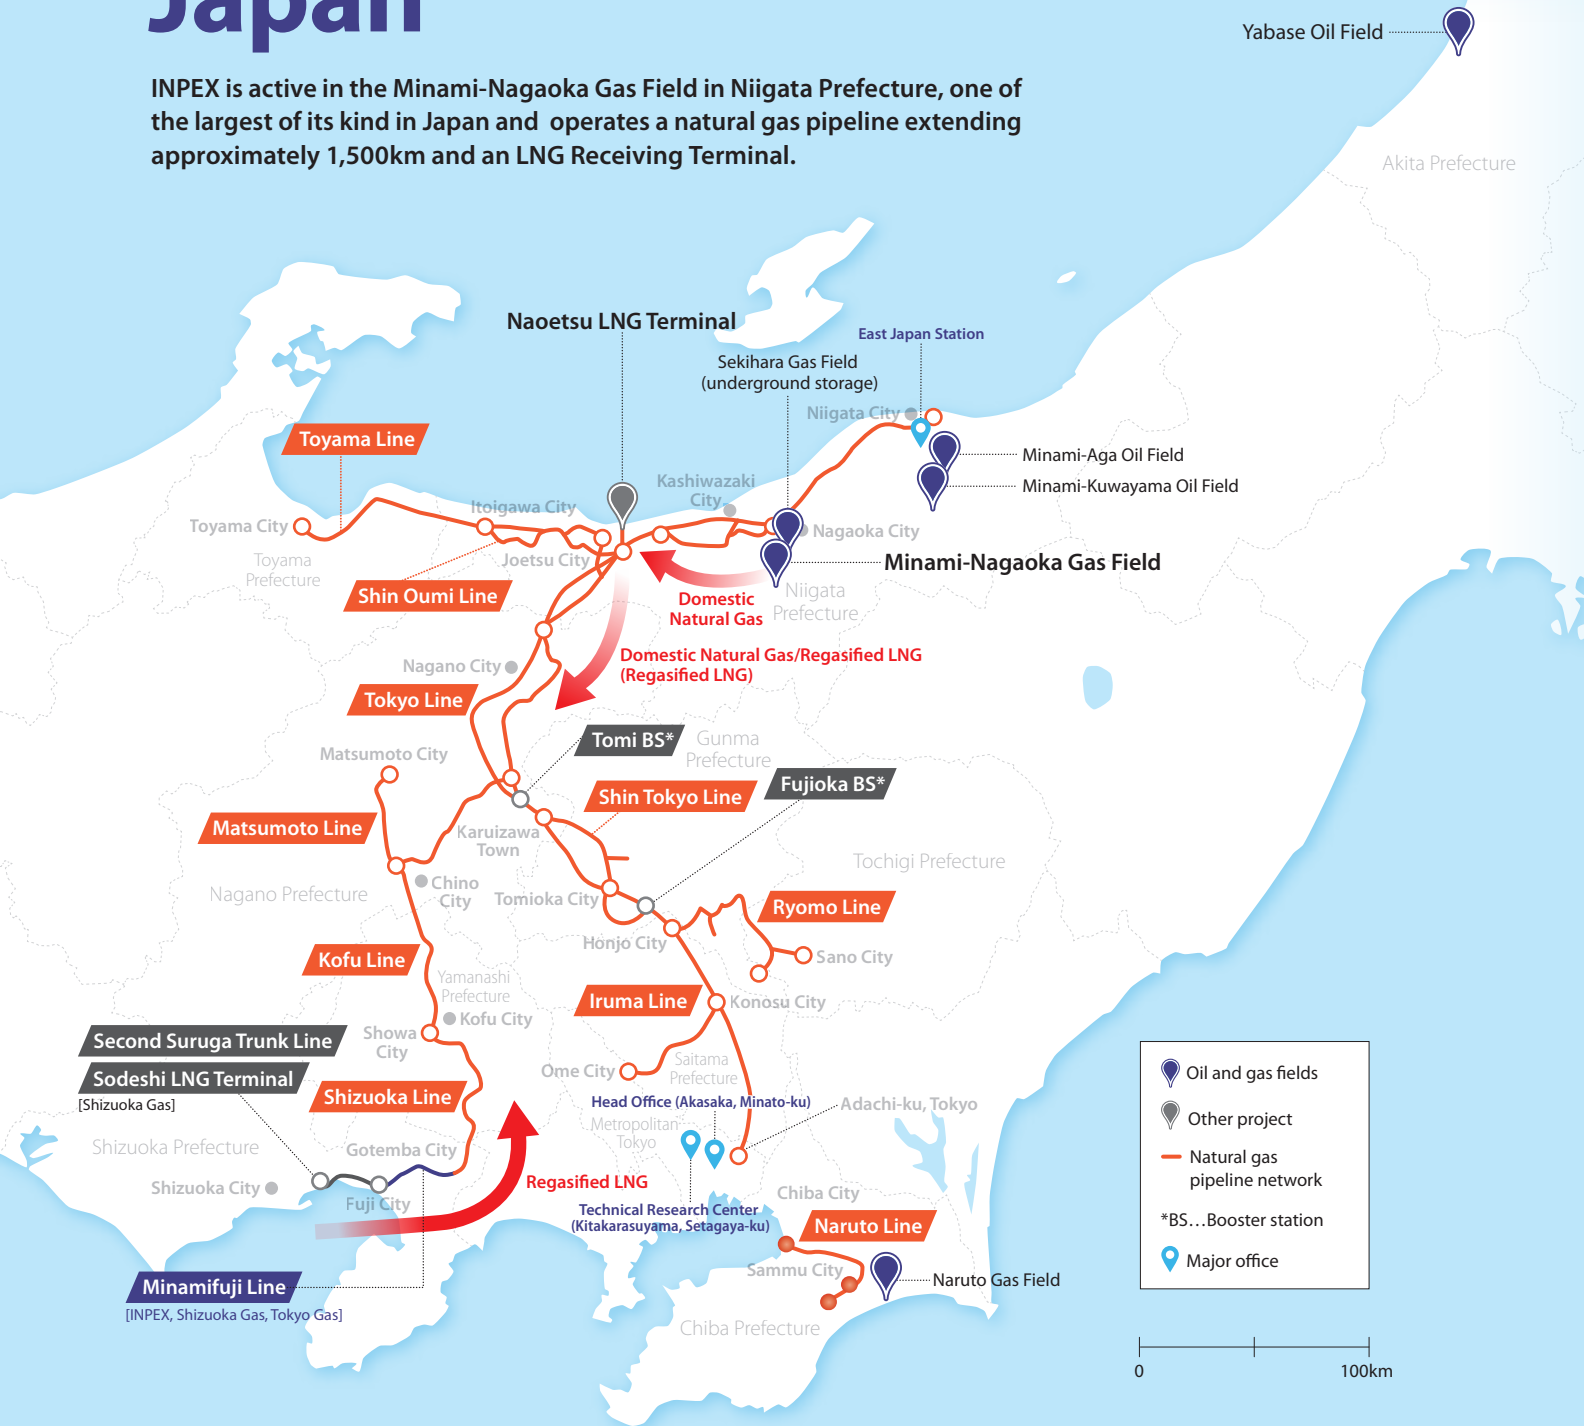 Japan
INPEX is active in the Minami-Nagaoka Gas Field in Niigata Prefecture, one of
the largest of its kind in Japan and operates a natural gas pipeline extending
approximately 1,500km and an LNG Receiving Terminal.
Yabase Oil Field
Akita Prefecture
Naoetsu LNG Terminal
East Japan Station
Sekihara Gas Field
(underground storage)
Niigata City
Toyama Line
Minami-Aga Oil Field
Minami-Kuwayama Oil Field
Kashiwazaki
City
Itoigawa City
Toyama City
Nagaoka City
Toyama
Prefecture
Joetsu City
Minami-Nagaoka Gas Field
Shin Oumi Line
Domestic
Natural Gas
Niigata
Prefecture
Domestic Natural Gas/Regasified LNG
(Regasified LNG)
Nagano City
Tokyo Line
Tomi BS*
Gunma
Prefecture
Matsumoto City
Fujioka BS*
Shin Tokyo Line
Matsumoto Line
Karuizawa
Town
Tochigi Prefecture
Nagano Prefecture
Chino
City
Tomioka City
Ryomo Line
Honjo City
Sano City
Kofu Line
Yamanashi
Prefecture
Iruma Line
Konosu City
Kofu City
Showa
City
Second Suruga Trunk Line
Sodeshi LNG Terminal
[Shizuoka Gas]
Ome City
Saitama
Prefecture
Shizuoka Line
Head Office (Akasaka, Minato-ku)
Adachi-ku, Tokyo
Metropolitan
Tokyo
Shizuoka Prefecture
Gotemba City
Shizuoka City
Fuji City
Regasified LNG
Technical Research Center
(Kitakarasuyama, Setagaya-ku)
Chiba City
Naruto Line
Sammu City
Naruto Gas Field
Minamifuji Line
[INPEX, Shizuoka Gas, Tokyo Gas]
Chiba Prefecture
Oil and gas fields
Other project
Natural gas
pipeline network
*BS…Booster station
Major office
0
100km